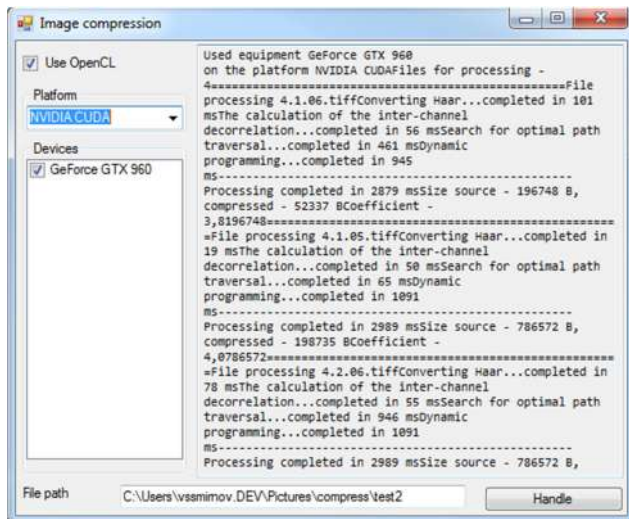 Image compression
Use OpenCL
Platform
NVIDIA CUDA
Devices
GeForce GTX 960
Used equipment GeForce GTX 960
on the platform NVIDIA CUDAFiles for processing -
4===================================================File
processing 4.1.06.tiffConverting Haar...completed in 101
msThe calculation of the inter-channel
decorrelation...completed in 56 msSearch for optimal path
traversal...completed in 461 msDynamic
programming...completed in 945
ms---------------------------------------------------
Processing completed in 2879 msSize source - 196748 B,
compressed - 52337 BCoefficient -
3,8196748==================================================
=File processing 4.1.05.tiffConverting Haar...completed in
19 msThe calculation of the inter-channel
decorrelation...completed in 50 msSearch for optimal path
traversal...completed in 65 msDynamic
programming...completed in 1091
ms---------------------------------------------------
Processing completed in 2989 msSize source - 786572 B,
compressed - 198735 BCoefficient -
4,0786572==================================================
=File processing 4.2.06.tiffConverting Haar...completed in
78 msThe calculation of the inter-channel
decorrelation...completed in 55 msSearch for optimal path
traversal...completed in 946 msDynamic
programming...completed in 1091
ms---------------------------------------------------
Processing completed in 2989 msSize source - 786572 B,
File path
C:\Users\vssmirnov.DEV\Pictures\compress\test2
Handle